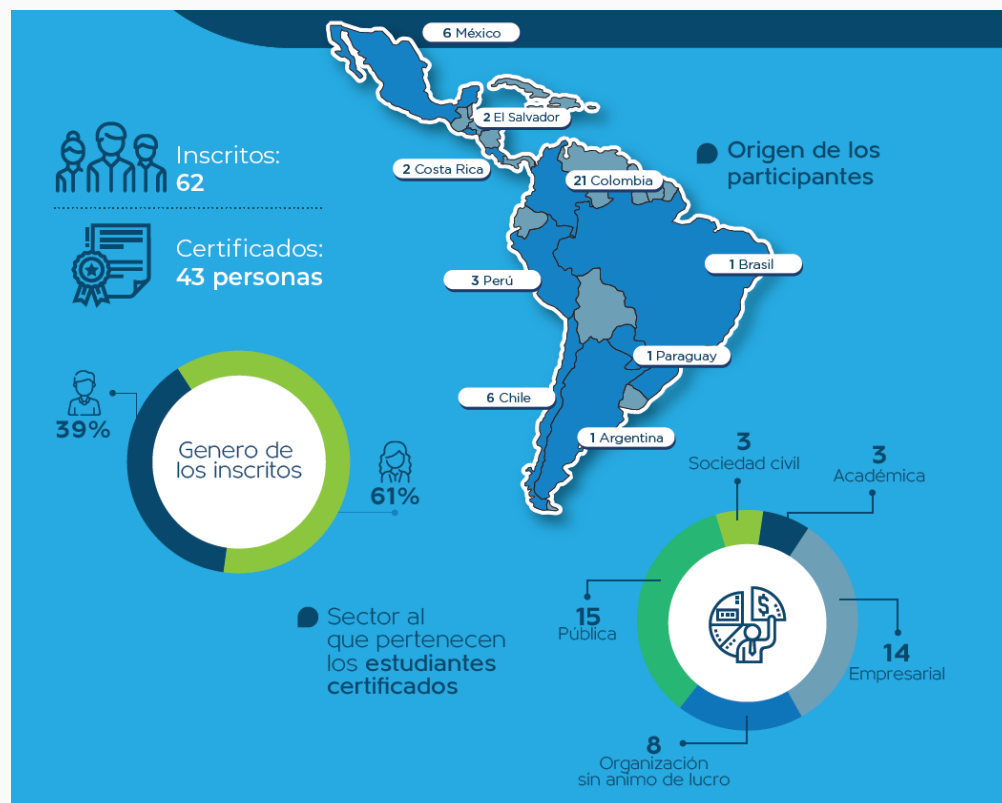 6 México
2 El Salvador
2 Costa Rica
21 Colombia
1 Brasil
3 Perú
1 Paraguay
6 Chile
1 Argentina
Inscritos:
62
Certificados:
43 personas
Origen de los
participantes
39%
Genero de
los inscritos
61%
Sector al
que pertenecen
los estudiantes
certificados
3
Sociedad civil
3
Académica
15
Pública
14
Empresarial
8
Organización
sin animo de lucro
$